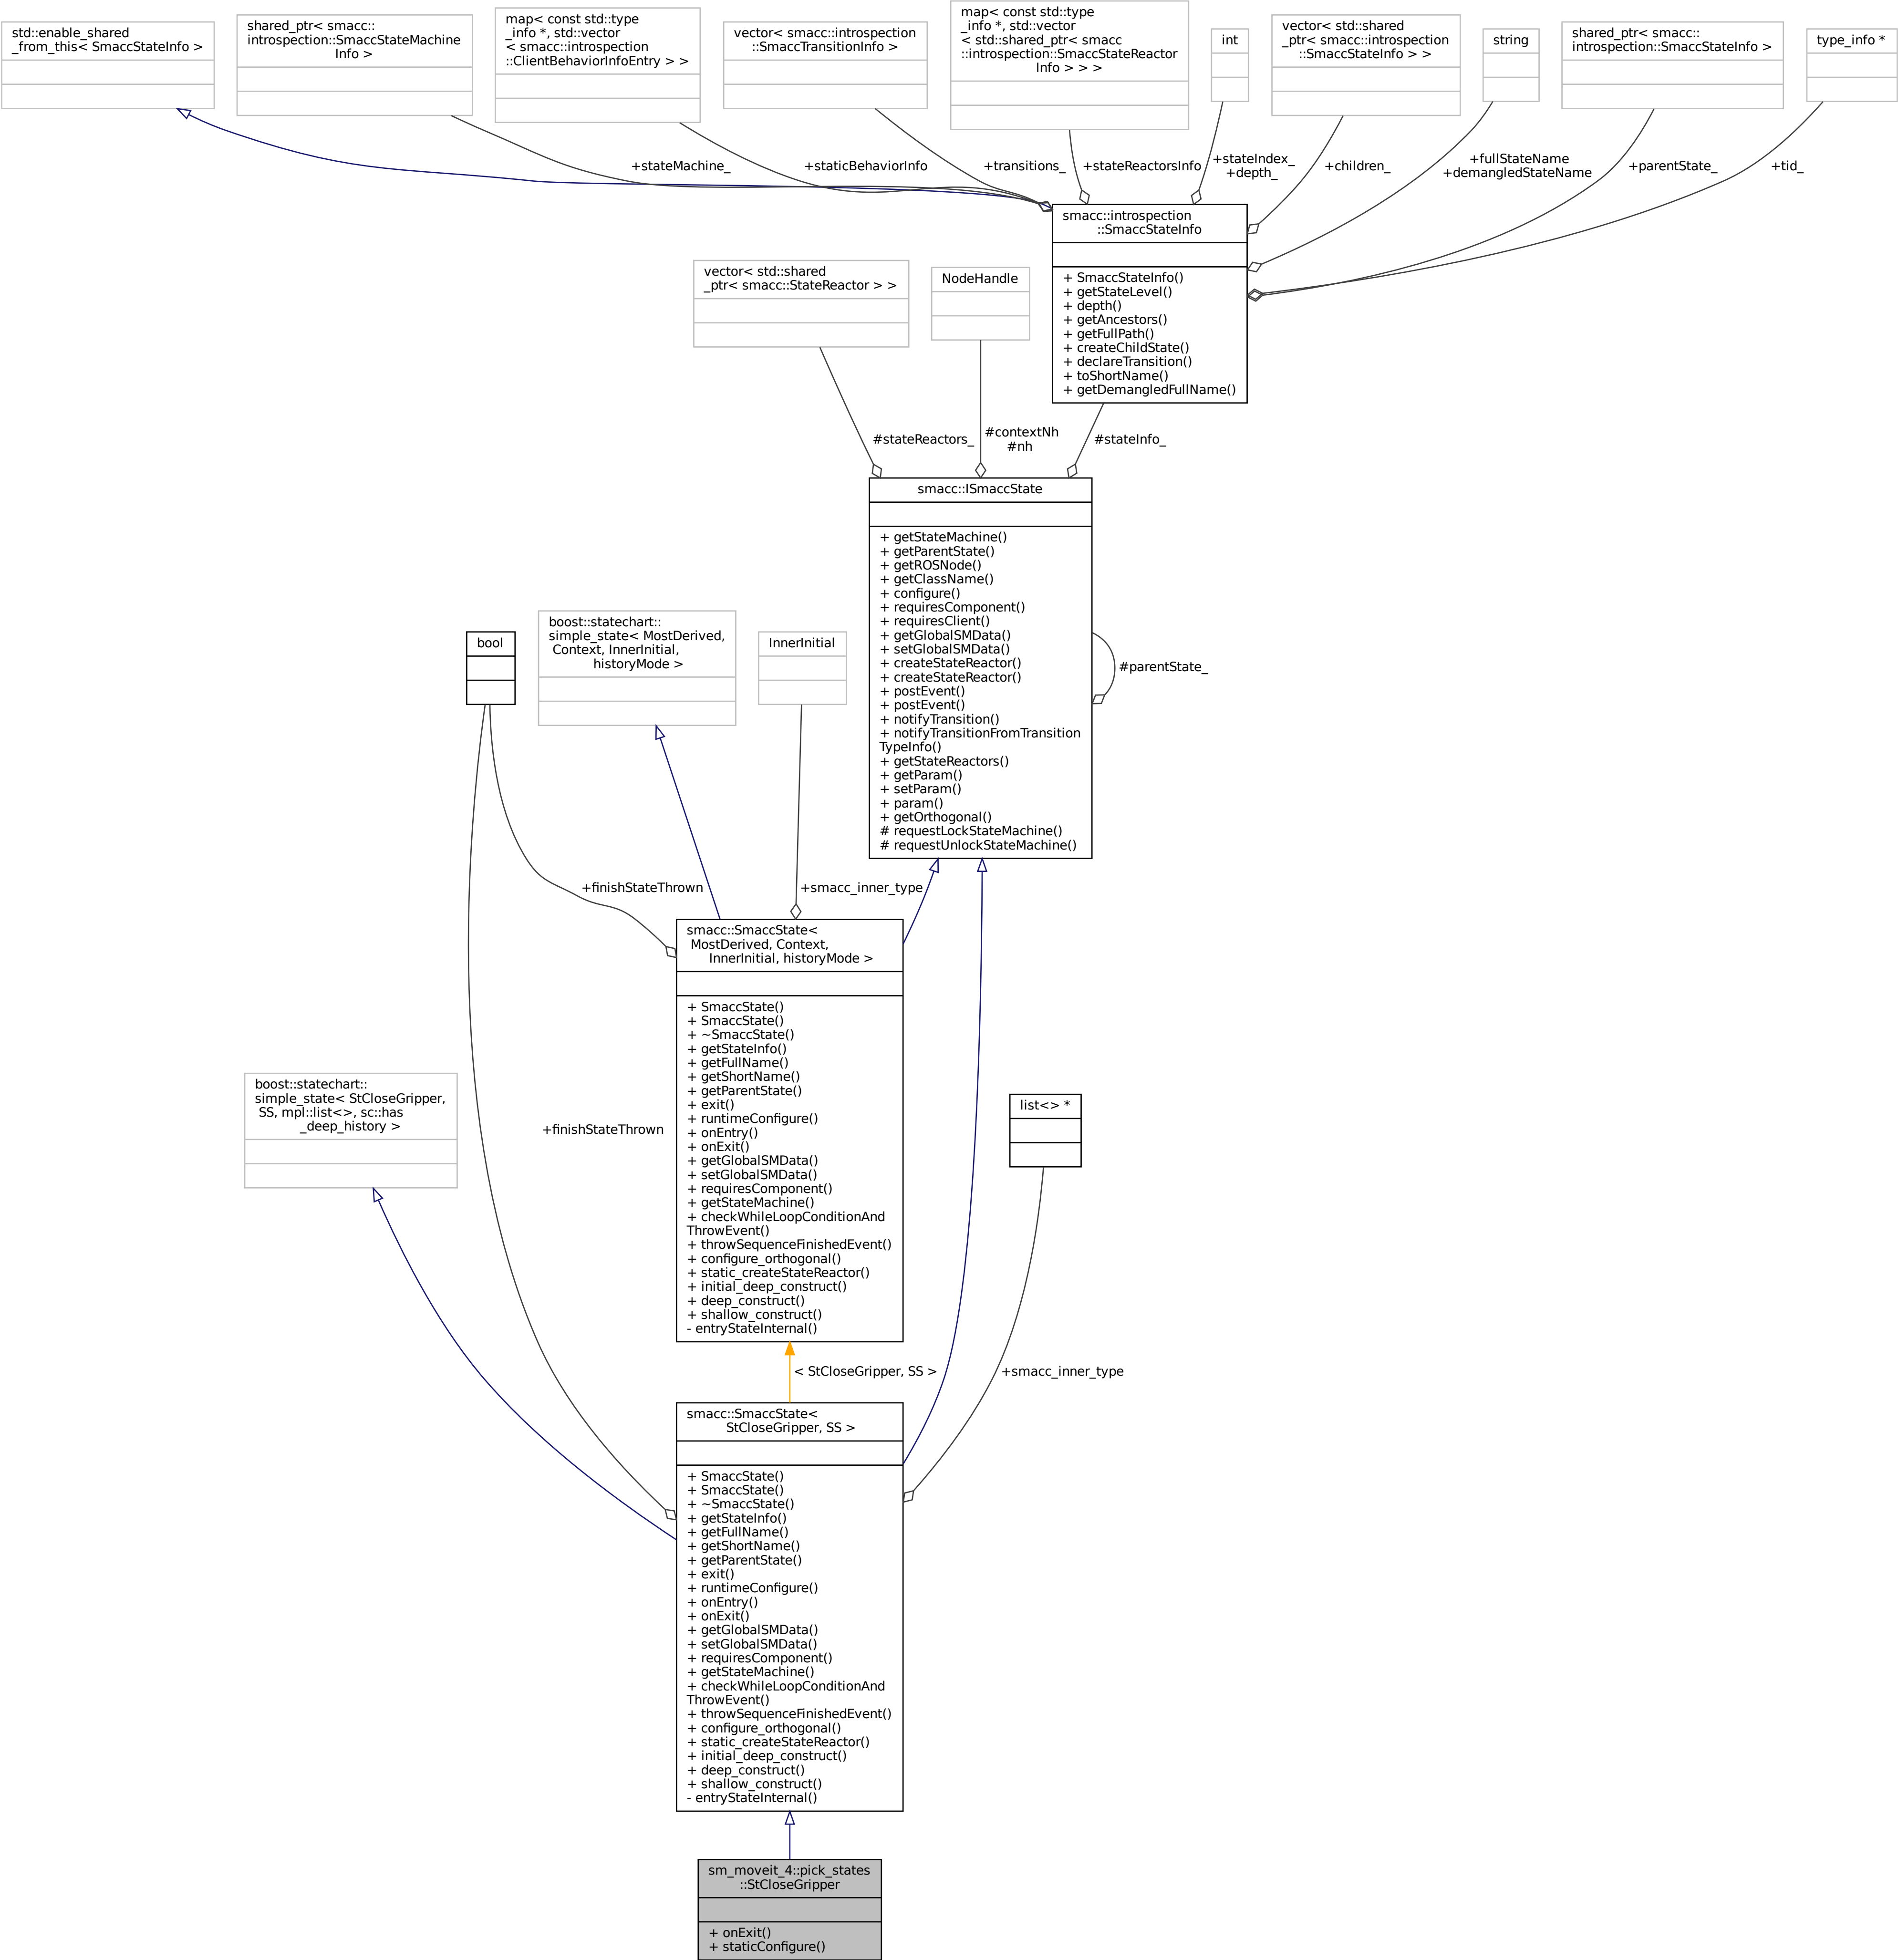 std::enable_shared
_from_this< SmaccStateInfo >
shared_ptr< smacc::
introspection::SmaccStateMachine
Info >
map< const std::type
_info *, std::vector
< smacc::introspection
::ClientBehaviorInfoEntry > >
vector< smacc::introspection
::SmaccTransitionInfo >
map< const std::type
_info *, std::vector
< std::shared_ptr< smacc
::introspection::SmaccStateReactor
Info > > >
int
vector< std::shared
_ptr< smacc::introspection
::SmaccStateInfo > >
string
shared_ptr< smacc::
introspection::SmaccStateInfo >
type_info *
+stateMachine_
+staticBehaviorInfo
+transitions_
+stateReactorsInfo
+stateIndex_
+depth_
+children_
+fullStateName
+demangledStateName
+parentState_
+tid_
smacc::introspection
::SmaccStateInfo
+ SmaccStateInfo()
+ getStateLevel()
+ depth()
+ getAncestors()
+ getFullPath()
+ createChildState()
+ declareTransition()
+ toShortName()
+ getDemangledFullName()
vector< std::shared
_ptr< smacc::StateReactor > >
NodeHandle
#stateReactors_
#contextNh
#nh
#stateInfo_
smacc::ISmaccState
+ getStateMachine()
+ getParentState()
+ getROSNode()
+ getClassName()
+ configure()
+ requiresComponent()
+ requiresClient()
+ getGlobalSMData()
+ setGlobalSMData()
+ createStateReactor()
+ createStateReactor()
+ postEvent()
+ postEvent()
+ notifyTransition()
+ notifyTransitionFromTransition
TypeInfo()
+ getStateReactors()
+ getParam()
+ setParam()
+ param()
+ getOrthogonal()
# requestLockStateMachine()
# requestUnlockStateMachine()
#parentState_
bool
boost::statechart::
simple_state< MostDerived,
Context, InnerInitial,
historyMode >
InnerInitial
+finishStateThrown
+smacc_inner_type
smacc::SmaccState<
MostDerived, Context,
InnerInitial, historyMode >
+ SmaccState()
+ SmaccState()
+ ~SmaccState()
+ getStateInfo()
+ getFullName()
+ getShortName()
+ getParentState()
+ exit()
+ runtimeConfigure()
+ onEntry()
+ onExit()
+ getGlobalSMData()
+ setGlobalSMData()
+ requiresComponent()
+ getStateMachine()
+ checkWhileLoopConditionAnd
ThrowEvent()
+ throwSequenceFinishedEvent()
+ configure_orthogonal()
+ static_createStateReactor()
+ initial_deep_construct()
+ deep_construct()
+ shallow_construct()
- entryStateInternal()
boost::statechart::
simple_state< StCloseGripper,
SS, mpl::list<>, sc::has
_deep_history >
+finishStateThrown
list<> *
< StCloseGripper, SS >
+smacc_inner_type
smacc::SmaccState<
StCloseGripper, SS >
+ SmaccState()
+ SmaccState()
+ ~SmaccState()
+ getStateInfo()
+ getFullName()
+ getShortName()
+ getParentState()
+ exit()
+ runtimeConfigure()
+ onEntry()
+ onExit()
+ getGlobalSMData()
+ setGlobalSMData()
+ requiresComponent()
+ getStateMachine()
+ checkWhileLoopConditionAnd
ThrowEvent()
+ throwSequenceFinishedEvent()
+ configure_orthogonal()
+ static_createStateReactor()
+ initial_deep_construct()
+ deep_construct()
+ shallow_construct()
- entryStateInternal()
sm_moveit_4::pick_states
::StCloseGripper
+ onExit()
+ staticConfigure()